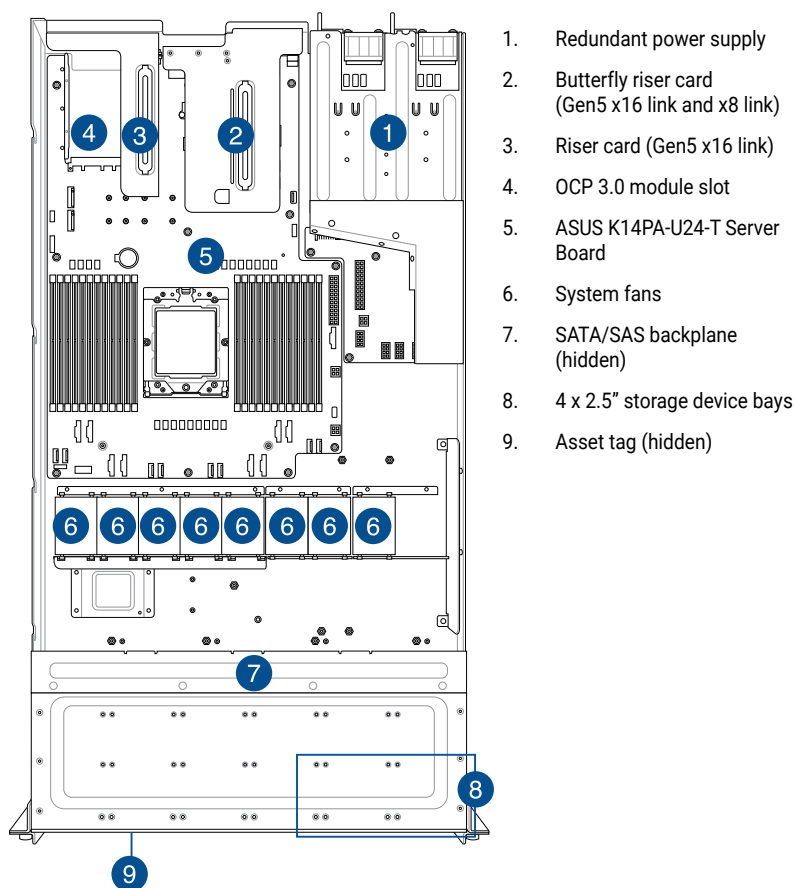 1. Redundant power supply
2. Butterfly riser card
(Gen5 x16 link and x8 link)
3. Riser card (Gen5 x16 link)
4. OCP 3.0 module slot
5. ASUS K14PA-U24-T Server
Board
6. System fans
7. SATA/SAS backplane
(hidden)
8. 4 x 2.5” storage device bays
9. Asset tag (hidden)
4 3 2 1
5
6 6 6 6 6 6 6 6
7
8
9